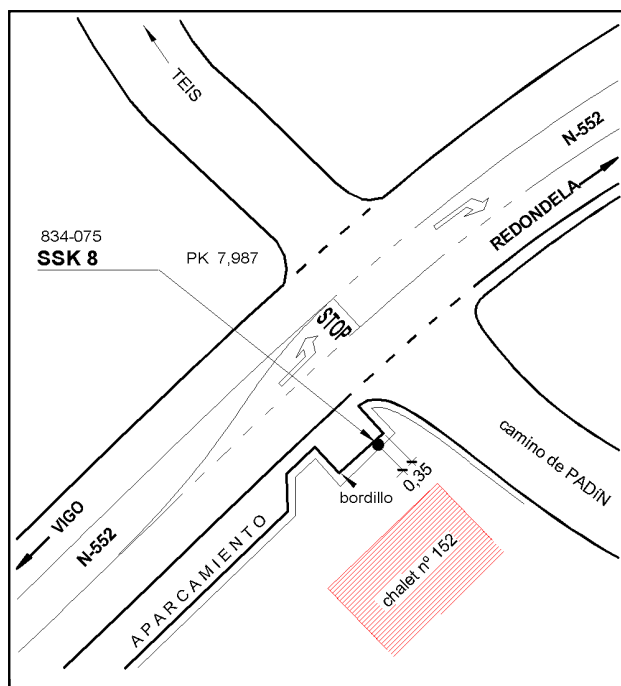 TEIS
N-552
REDONDELA
834-075
SSK 8
PK 7,987
STOP
camino de PADíN
bordillo
0,35
VIGO
N-552
APARCAMIENTO
chalet nº 152